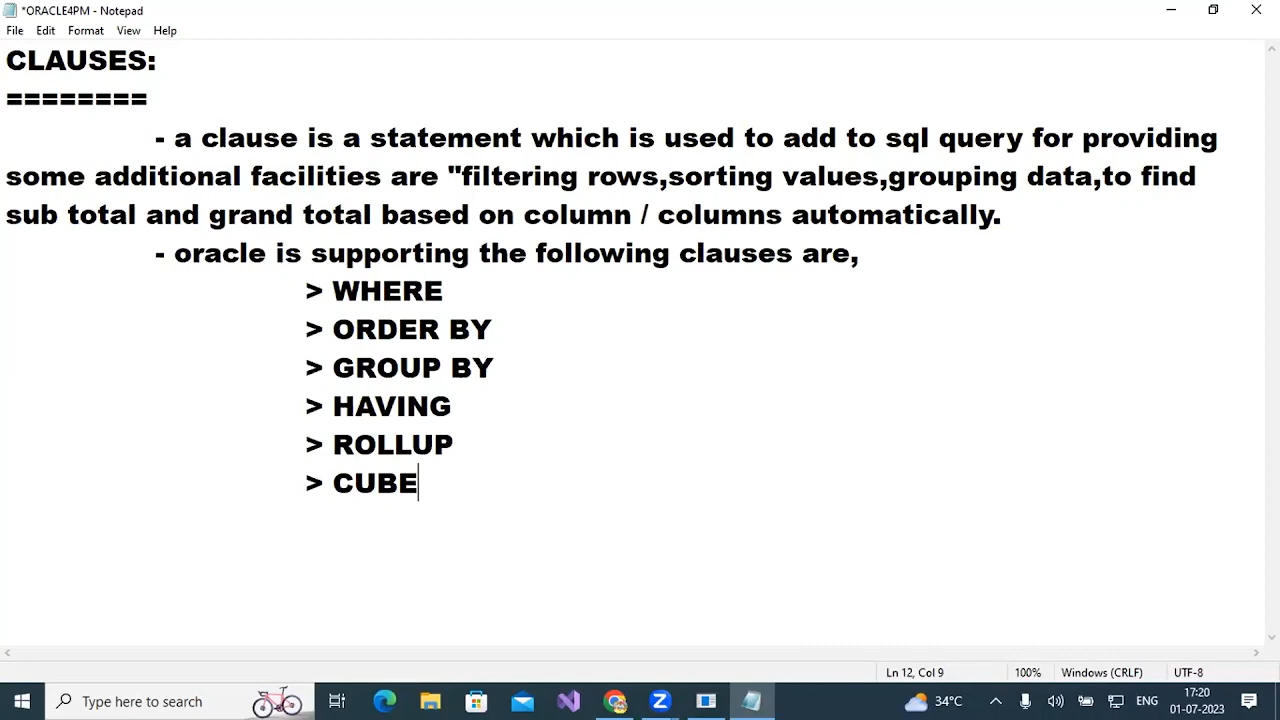 *ORACLE4PM - Notepad
File Edit Format View Help
CLAUSES:
========
- a clause is a statement which is used to add to sql query for providing
some additional facilities are "filtering rows,sorting values,grouping data,to find
sub total and grand total based on column / columns automatically.
- oracle is supporting the following clauses are,
> WHERE
> ORDER BY
> GROUP BY
> HAVING
> ROLLUP
> CUBE
Ln 12, Col 9 100% Windows (CRLF) UTF-8
Type here to search 34°C ENG 17:20
01-07-2023